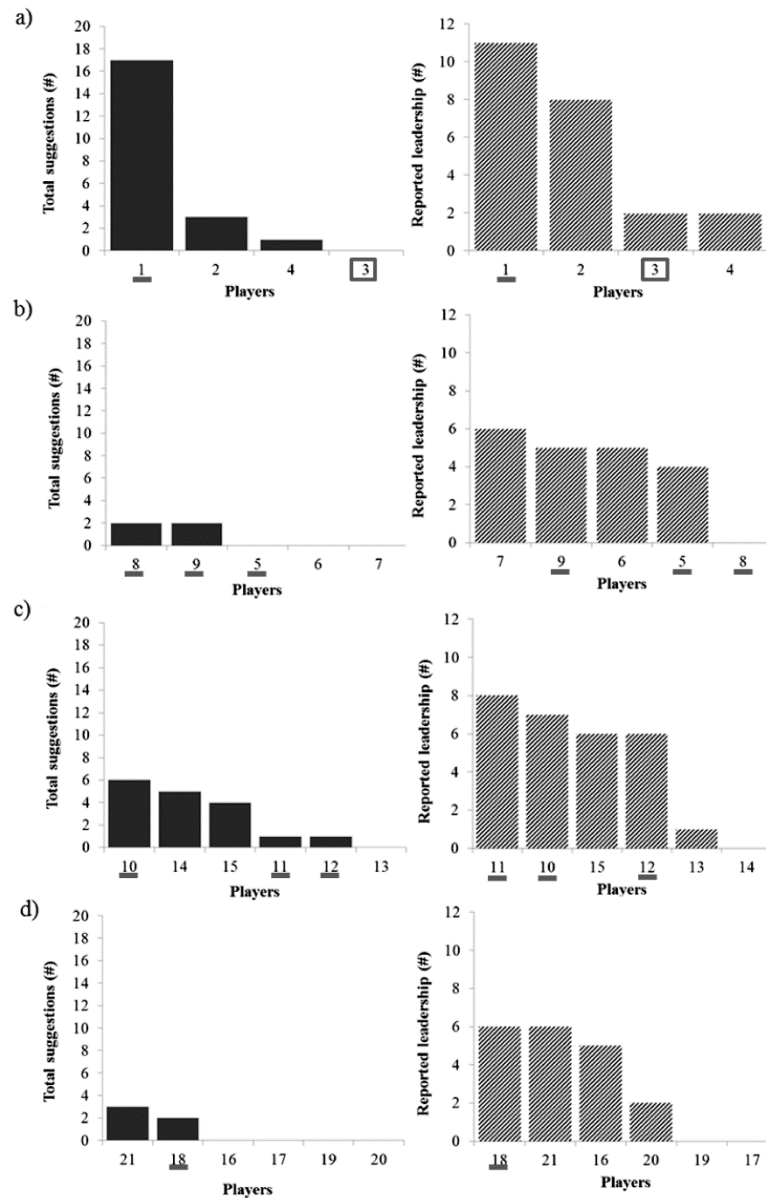 a)
Total suggestions (#)
20
18
16
14
12
10
8
6
4
2
0
1 2 4 3
Players
Reported leadership (#)
12
10
8
6
4
2
0
1 2 3 4
Players
b)
Total suggestions (#)
20
18
16
14
12
10
8
6
4
2
0
8 9 5 6 7
Players
Reported leadership (#)
12
10
8
6
4
2
0
7 9 6 5 8
Players
c)
Total suggestions (#)
20
18
16
14
12
10
8
6
4
2
0
10 14 15 11 12 13
Players
Reported leadership (#)
12
10
8
6
4
2
0
11 10 15 12 13 14
Players
d)
Total suggestions (#)
20
18
16
14
12
10
8
6
4
2
0
21 18 16 17 19 20
Players
Reported leadership (#)
12
10
8
6
4
2
0
18 21 16 20 19 17
Players